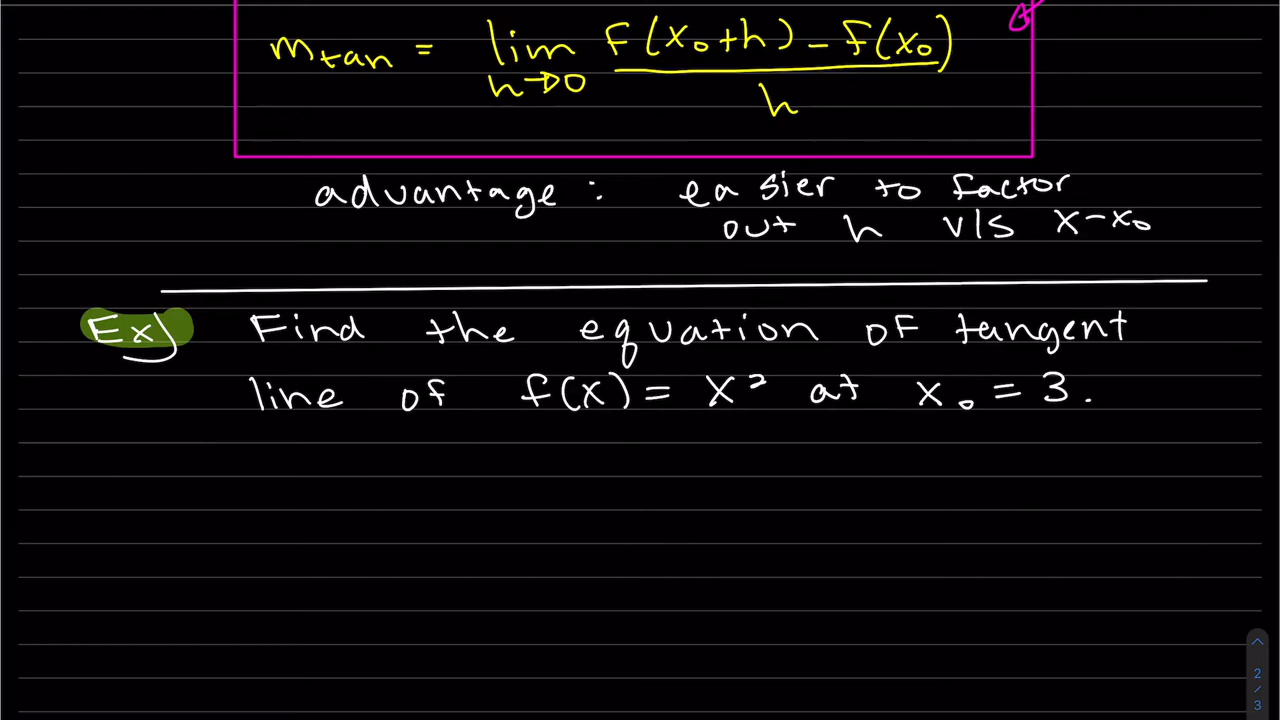 m_tan = lim_{h→0} (f(x₀+h) - f(x₀)) / h
advantage : easier to factor
out h v/s x-x₀
Ex) Find the equation of tangent
line of f(x) = x² at x₀ = 3.
2
/
3